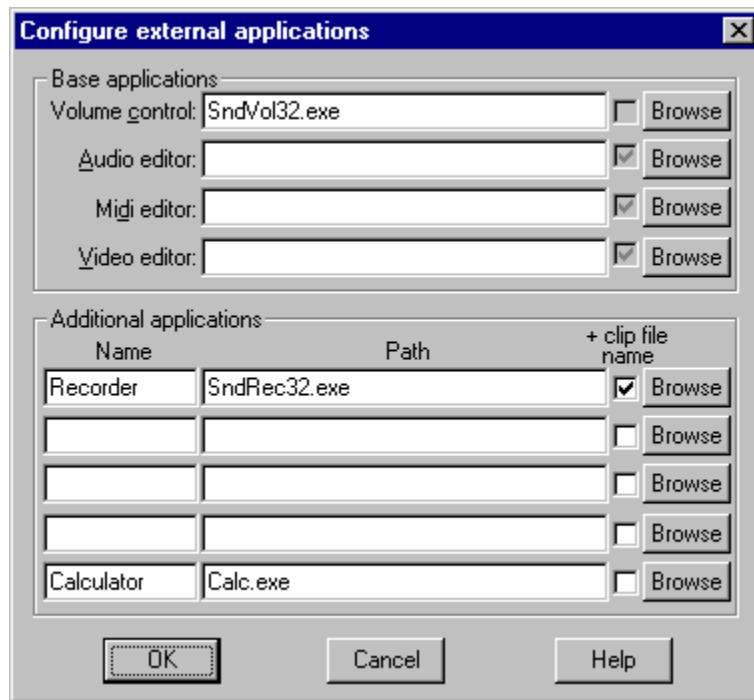 Configure external applications
Base applications
Volume control: SndVol32.exe Browse
Audio editor: Browse
Midi editor: Browse
Video editor: Browse
Additional applications
Name Path + clip file name
Recorder SndRec32.exe Browse
Browse
Browse
Browse
Calculator Calc.exe Browse
OK Cancel Help